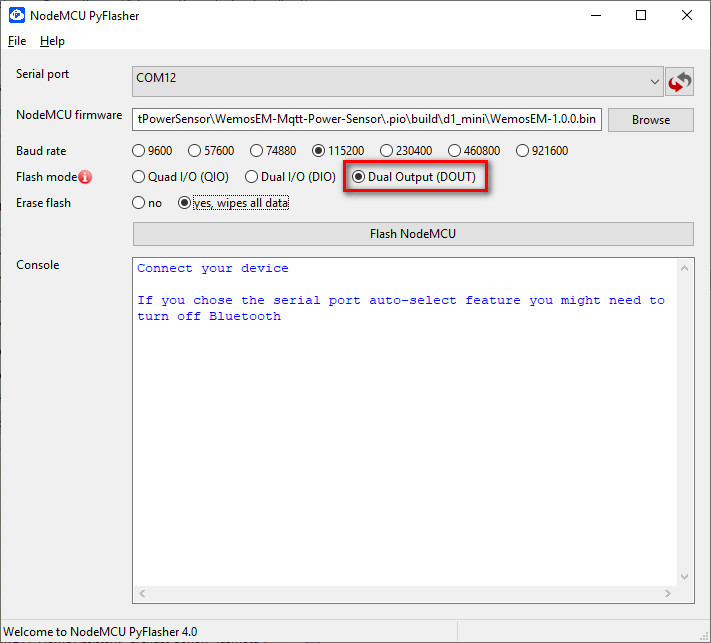 NodeMCU PyFlasher
File Help
Serial port COM12
NodeMCU firmware tPowerSensor\WemosEM-Mqtt-Power-Sensor\.pio\build\d1_mini\WemosEM-1.0.0.bin Browse
Baud rate 9600 57600 74880 115200 230400 460800 921600
Flash mode Quad I/O (QIO) Dual I/O (DIO) Dual Output (DOUT)
Erase flash no yes, wipes all data
Flash NodeMCU
Console Connect your device
If you chose the serial port auto-select feature you might need to
turn off Bluetooth
Welcome to NodeMCU PyFlasher 4.0